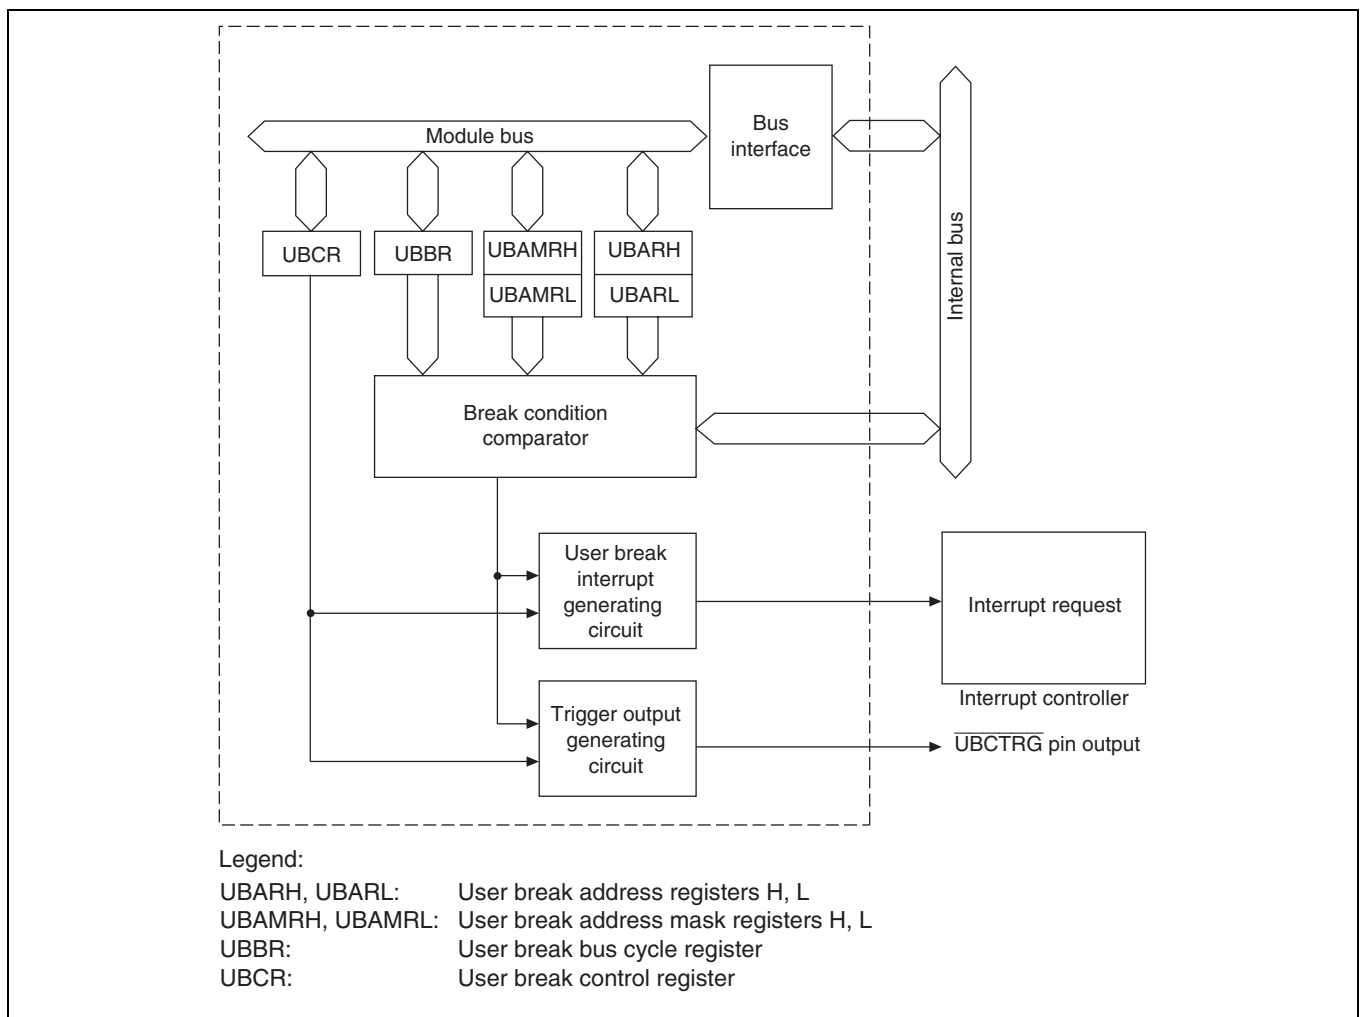 Module bus
Bus
interface
Internal bus
UBCR
UBBR
UBAMRH
UBAMRL
UBARH
UBARL
Break condition
comparator
User break
interrupt
generating
circuit
Interrupt request
Interrupt controller
Trigger output
generating
circuit
UBCTRG pin output
Legend:
UBARH, UBARL: User break address registers H, L
UBAMRH, UBAMRL: User break address mask registers H, L
UBBR: User break bus cycle register
UBCR: User break control register